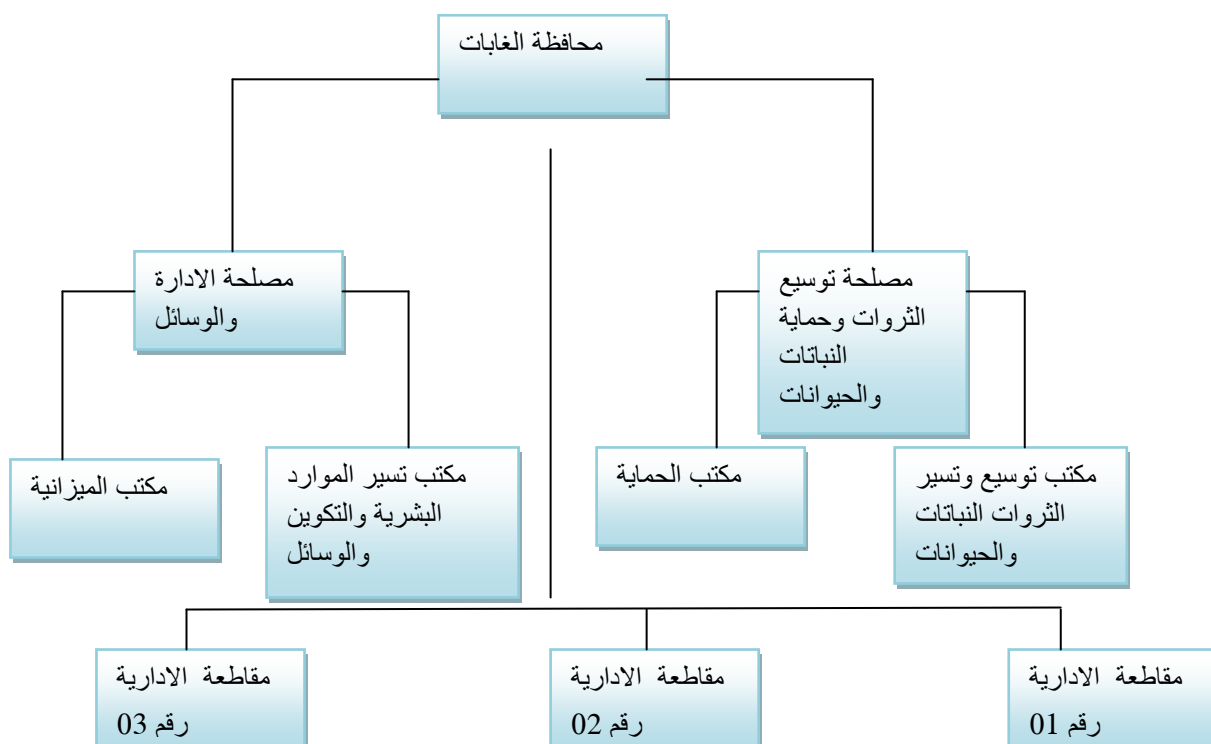 محافظة الغابات
مصلحة توسيع
الثروات وحماية
النباتات
والحيوانات
مصلحة الادارة
والوسائل
مكتب توسيع وتسير
الثروات النباتات
والحيوانات
مكتب الحماية
مكتب تسير الموارد
البشرية والتكوين
والوسائل
مكتب الميزانية
مقاطعة الادارية
رقم 01
مقاطعة الادارية
رقم 02
مقاطعة الادارية
رقم 03